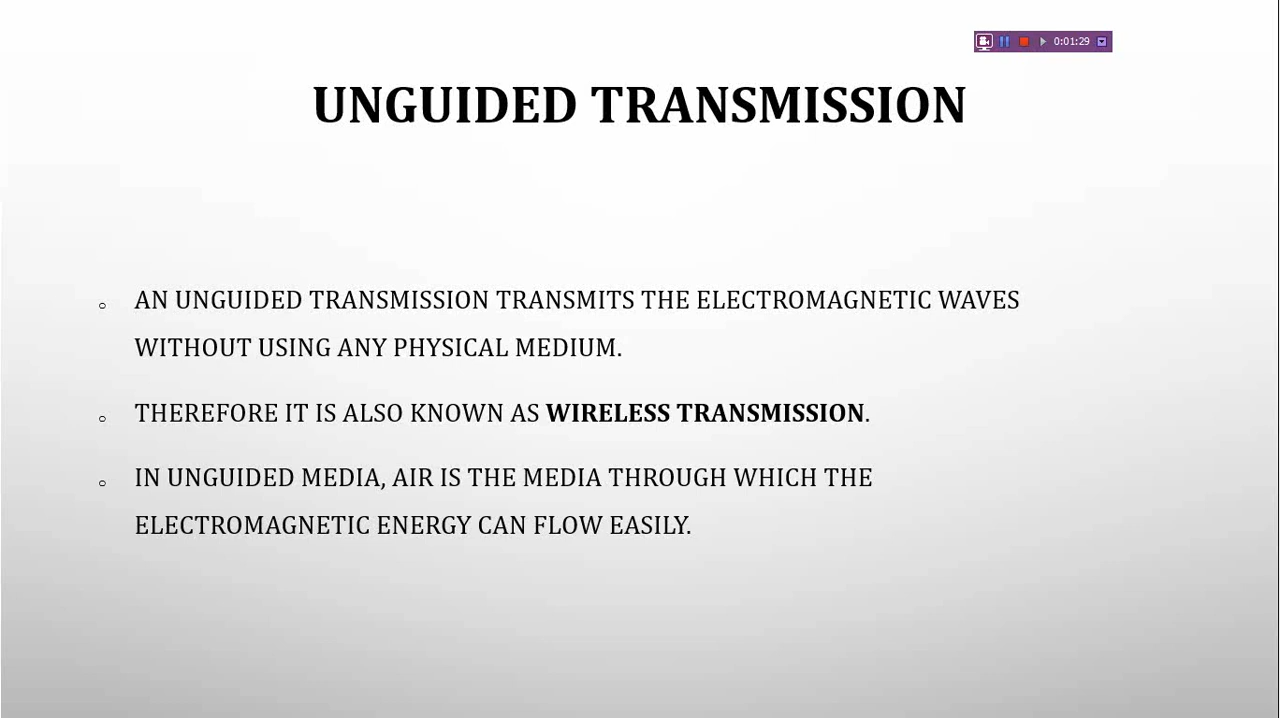 0:01:29
UNGUIDED TRANSMISSION
AN UNGUIDED TRANSMISSION TRANSMITS THE ELECTROMAGNETIC WAVES
WITHOUT USING ANY PHYSICAL MEDIUM.
THEREFORE IT IS ALSO KNOWN AS WIRELESS TRANSMISSION.
IN UNGUIDED MEDIA, AIR IS THE MEDIA THROUGH WHICH THE
ELECTROMAGNETIC ENERGY CAN FLOW EASILY.